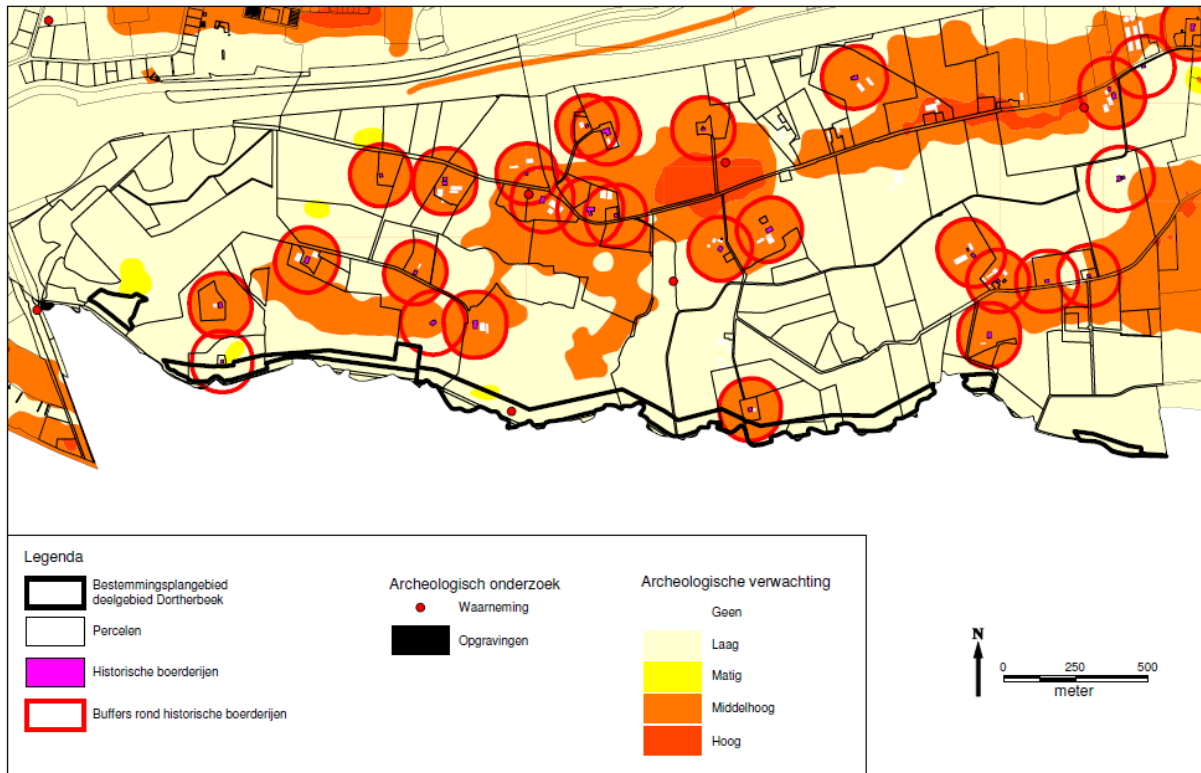 Legenda
Bestemmingsplangebied
deelgebied Dortherbeek
Percelen
Historische boerderijen
Buffers rond historische boerderijen
Archeologisch onderzoek
Waarneming
Opgravingen
Archeologische verwachting
Geen
Laag
Matig
Middelhoog
Hoog
N
0 250 500
meter